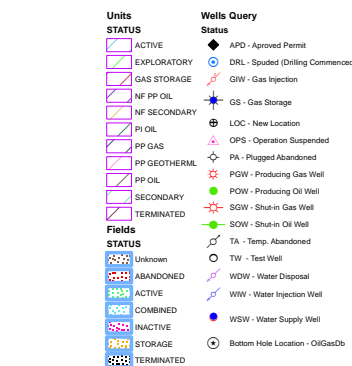 Units
STATUS
ACTIVE
EXPLORATORY
GAS STORAGE
NF PP OIL
NF SECONDARY
PI OIL
PP GAS
PP GEOTHERML
PP OIL
SECONDARY
TERMINATED
Fields
STATUS
Unknown
ABANDONED
ACTIVE
COMBINED
INACTIVE
STORAGE
TERMINATED
Wells Query
Status
APD - Aproved Permit
DRL - Spuded (Drilling Commenced
GIW - Gas Injection
GS - Gas Storage
LOC - New Location
OPS - Operation Suspended
PA - Plugged Abandoned
PGW - Producing Gas Well
POW - Producing Oil Well
SGW - Shut-in Gas Well
SOW - Shut-in Oil Well
TA - Temp. Abandoned
TW - Test Well
WDW - Water Disposal
WIW - Water Injection Well
WSW - Water Supply Well
Bottom Hole Location - OilGasDb